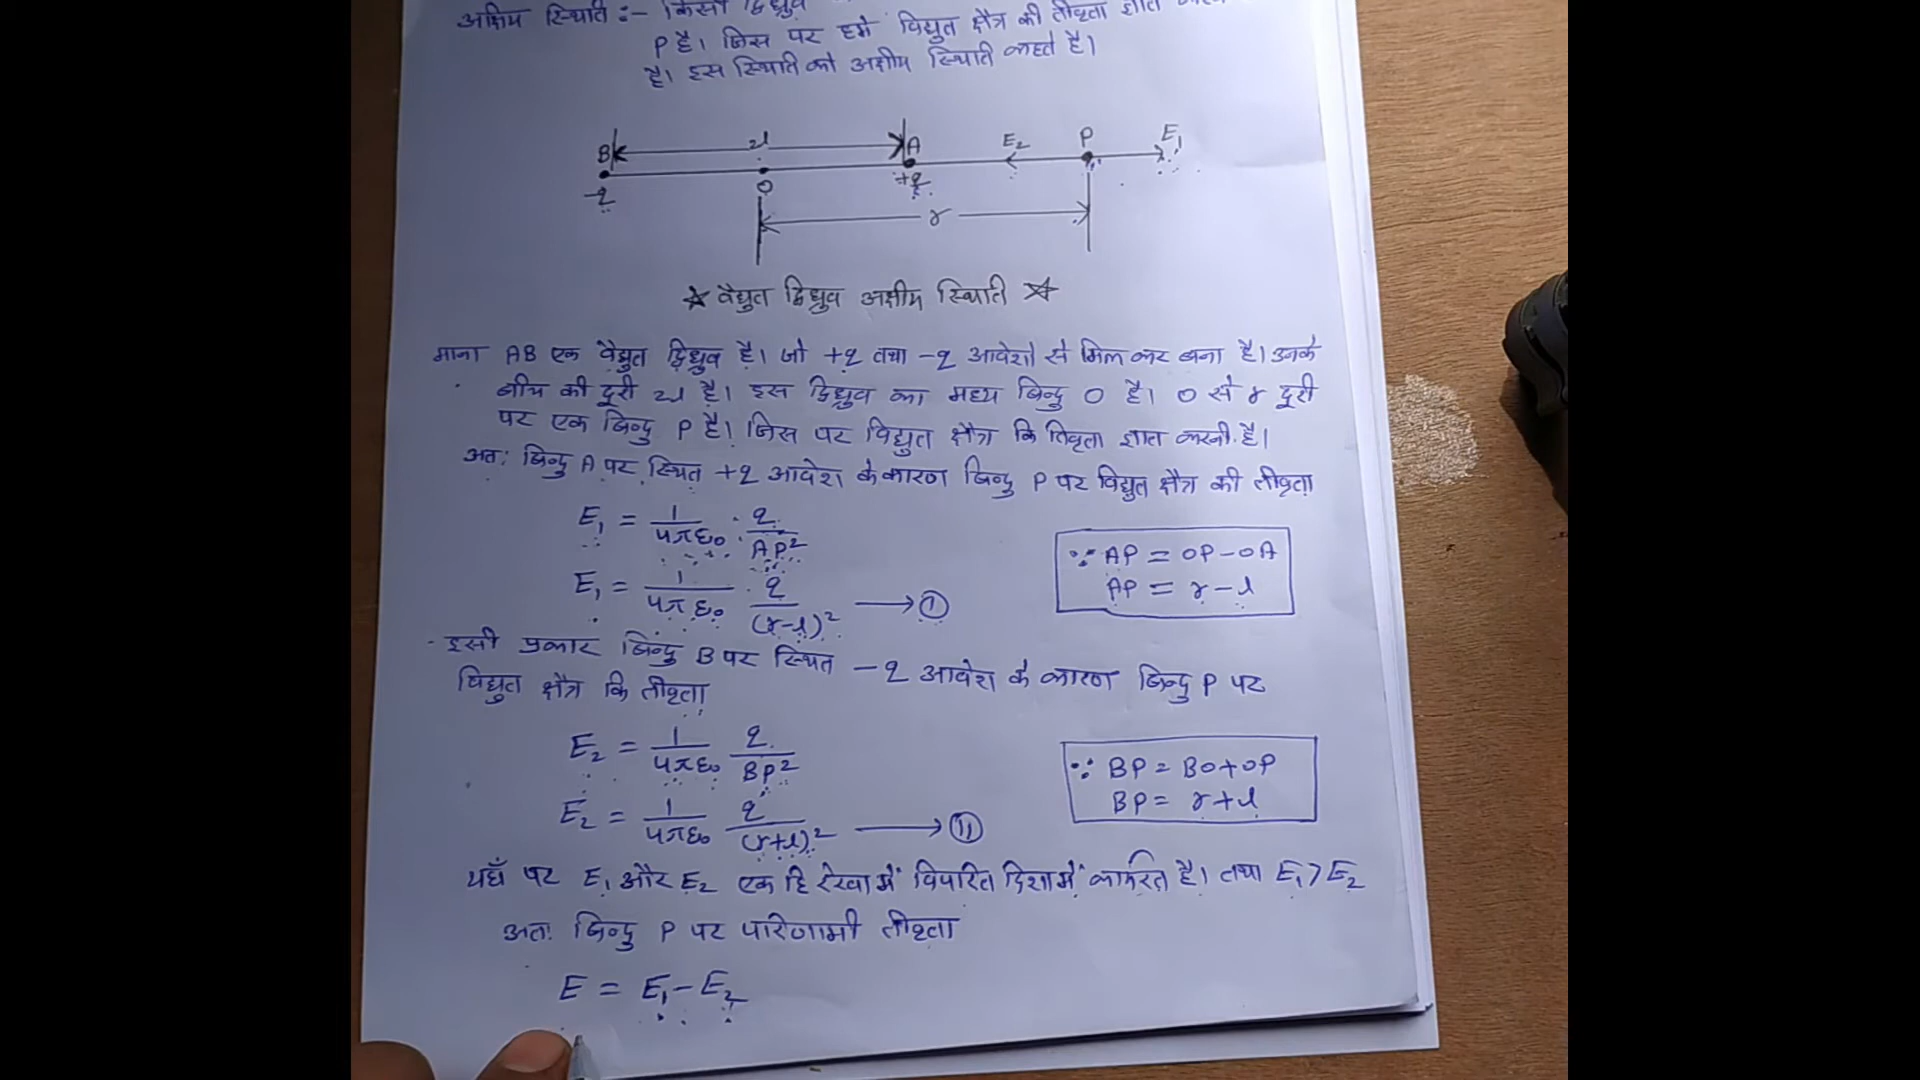 अक्षिय स्थिति :- किसी द्विध्रुव
P है। जिस पर हमे विद्युत क्षैत्र की तीव्रता ज्ञात
है। इस स्थिति को अक्षीय स्थिति कहते है।
B 2l A E₂ P E₁
-q O +q
r
☆ वैद्युत द्विध्रुव अक्षीय स्थिति ☆
माना AB एक वैद्युत द्विध्रुव है। जो +q तथा -q आवेशो से मिल कर बना है। उनके
बीच की दूरी 2l है। इस द्विध्रुव का मध्य बिन्दु O है। O से r दूरी
पर एक बिन्दु P है। जिस पर विद्युत क्षैत्र कि तिव्रता ज्ञात करनी है।
अत: बिन्दु A पर स्थित +q आवेश के कारण बिन्दु P पर विद्युत क्षैत्र की तीव्रता
E₁ = 1/4πε₀ · q/AP²
∵ AP = OP - OA
AP = r - l
E₁ = 1/4πε₀ · q/(r-l)² → (I)
इसी प्रकार बिन्दु B पर स्थित -q आवेश के कारण बिन्दु P पर
विद्युत क्षैत्र कि तीव्रता
E₂ = 1/4πε₀ q/BP²
∵ BP = BO + OP
BP = r + l
E₂ = 1/4πε₀ q/(r+l)² → (II)
यहाँ पर E₁ और E₂ एक हि रेखा में विपरित दिशा में कार्यरत है। तथा E₁ > E₂
अत: बिन्दु P पर परिणामी तीव्रता
E = E₁ - E₂